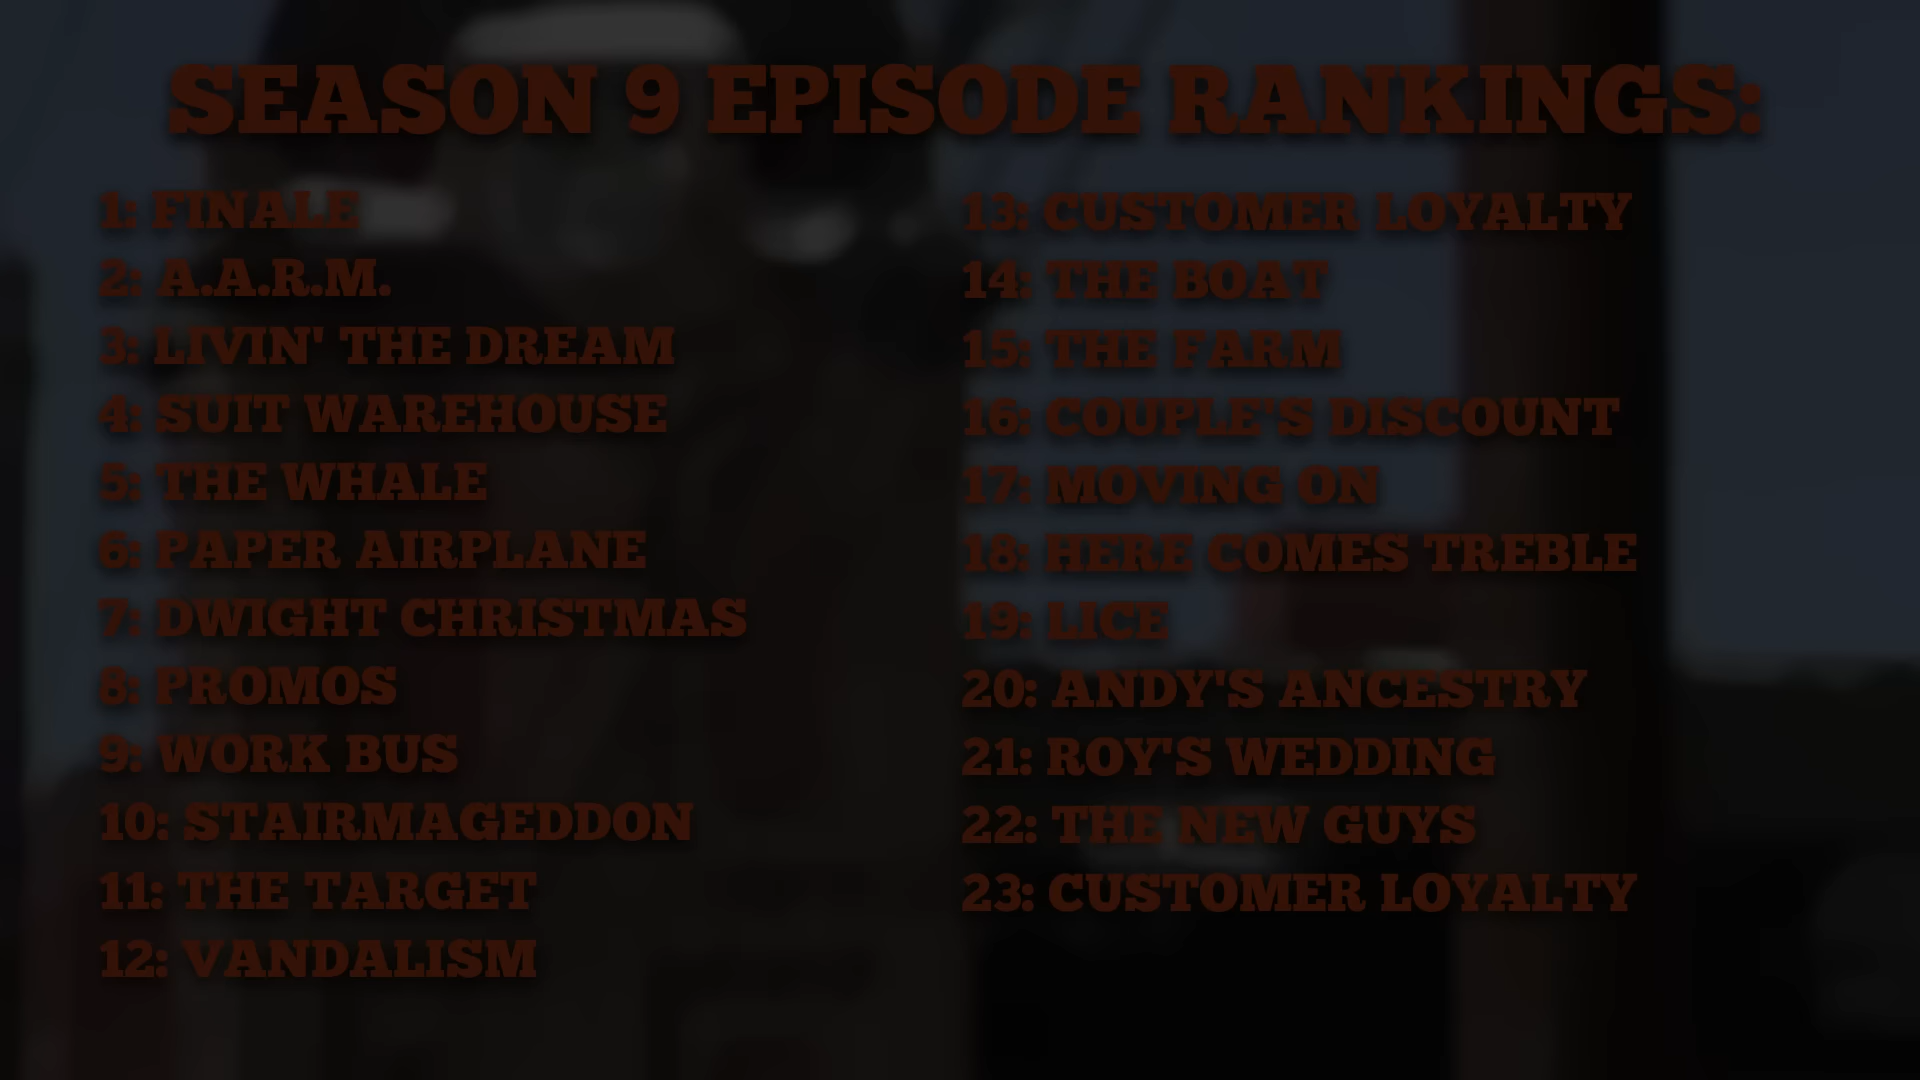 SEASON 9 EPISODE RANKINGS:
1: FINALE
2: A.A.R.M.
3: LIVIN' THE DREAM
4: SUIT WAREHOUSE
5: THE WHALE
6: PAPER AIRPLANE
7: DWIGHT CHRISTMAS
8: PROMOS
9: WORK BUS
10: STAIRMAGEDDON
11: THE TARGET
12: VANDALISM
13: CUSTOMER LOYALTY
14: THE BOAT
15: THE FARM
16: COUPLE'S DISCOUNT
17: MOVING ON
18: HERE COMES TREBLE
19: LICE
20: ANDY'S ANCESTRY
21: ROY'S WEDDING
22: THE NEW GUYS
23: CUSTOMER LOYALTY